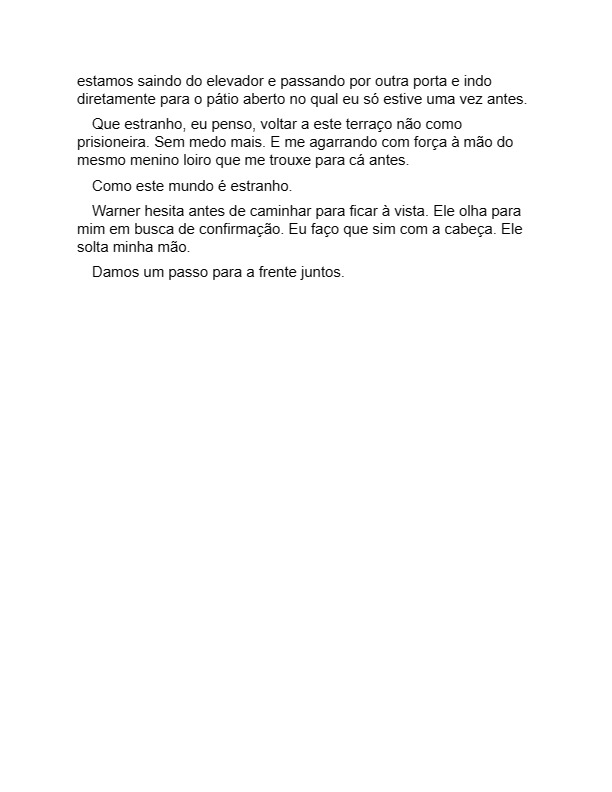 estamos saindo do elevador e passando por outra porta e indo
diretamente para o pátio aberto no qual eu só estive uma vez antes.
Que estranho, eu penso, voltar a este terraço não como
prisioneira. Sem medo mais. E me agarrando com força à mão do
mesmo menino loiro que me trouxe para cá antes.
Como este mundo é estranho.
Warner hesita antes de caminhar para ficar à vista. Ele olha para
mim em busca de confirmação. Eu faço que sim com a cabeça. Ele
solta minha mão.
Damos um passo para a frente juntos.